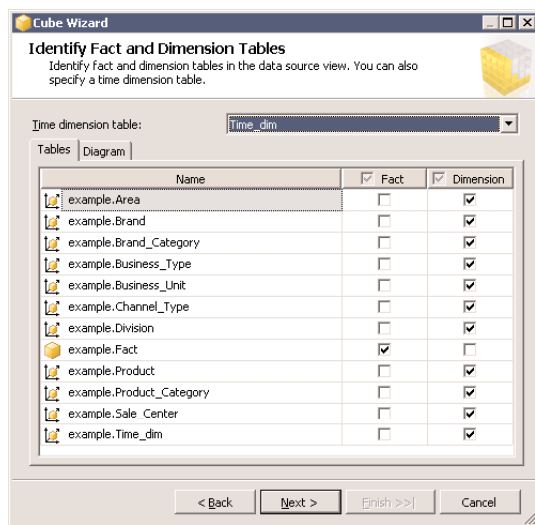 Cube Wizard
Identify Fact and Dimension Tables
Identify fact and dimension tables in the data source view. You can also
specify a time dimension table.
Time dimension table: Time_dim
Tables Diagram
Name Fact Dimension
example.Area
example.Brand
example.Brand_Category
example.Business_Type
example.Business_Unit
example.Channel_Type
example.Division
example.Fact
example.Product
example.Product_Category
example.Sale Center
example.Time_dim
< Back Next > Finish >>| Cancel